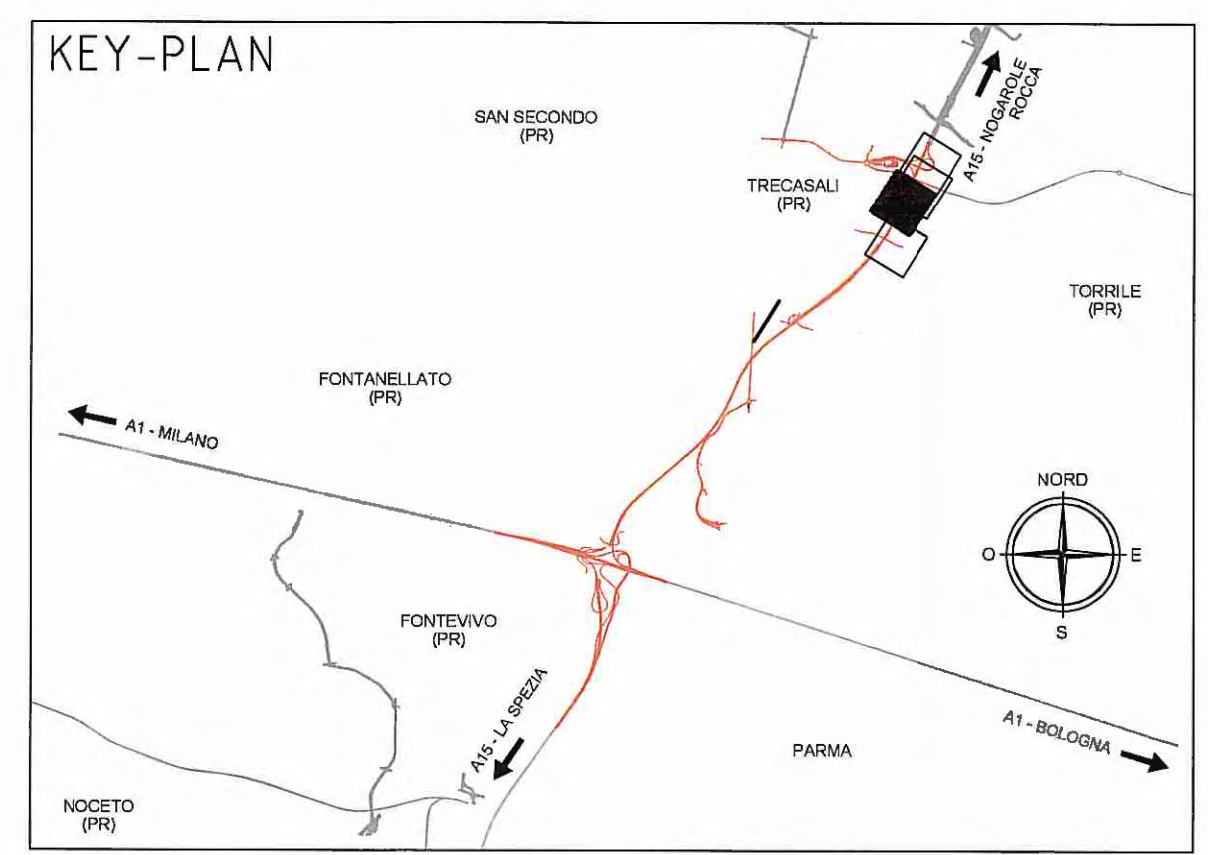 KEY-PLAN
SAN SECONDO
(PR)
A15 - NOGAROLE
ROCCA
TRECASALI
(PR)
TORRILE
(PR)
FONTANELLATO
(PR)
A1 - MILANO
NORD
O
E
S
FONTEVIVO
(PR)
A15 - LA SPEZIA
A1 - BOLOGNA
PARMA
NOCETO
(PR)